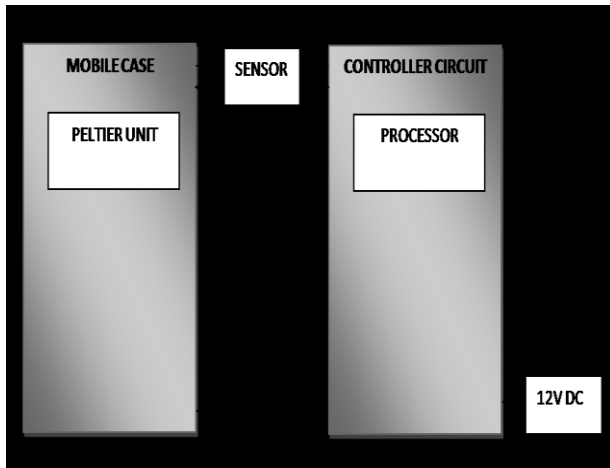 MOBILE CASE
SENSOR
CONTROLLER CIRCUIT
PELTIER UNIT
PROCESSOR
12V DC